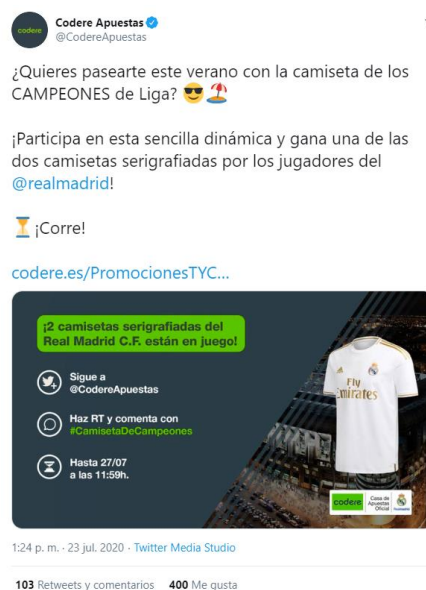 codere
Codere Apuestas
@CodereApuestas
¿Quieres pasearte este verano con la camiseta de los
CAMPEONES de Liga? 😎⛱️
¡Participa en esta sencilla dinámica y gana una de las
dos camisetas serigrafiadas por los jugadores del
@realmadrid!
⏳¡Corre!
codere.es/PromocionesTYC...
¡2 camisetas serigrafiadas del
Real Madrid C.F. están en juego!
Sigue a
@CodereApuestas
Haz RT y comenta con
#CamisetaDeCampeones
Hasta 27/07
a las 11:59h.
Fly
Emirates
codere
Casa de
Apuestas
Oficial
1:24 p. m. · 23 jul. 2020 · Twitter Media Studio
103 Retweets y comentarios 400 Me gusta